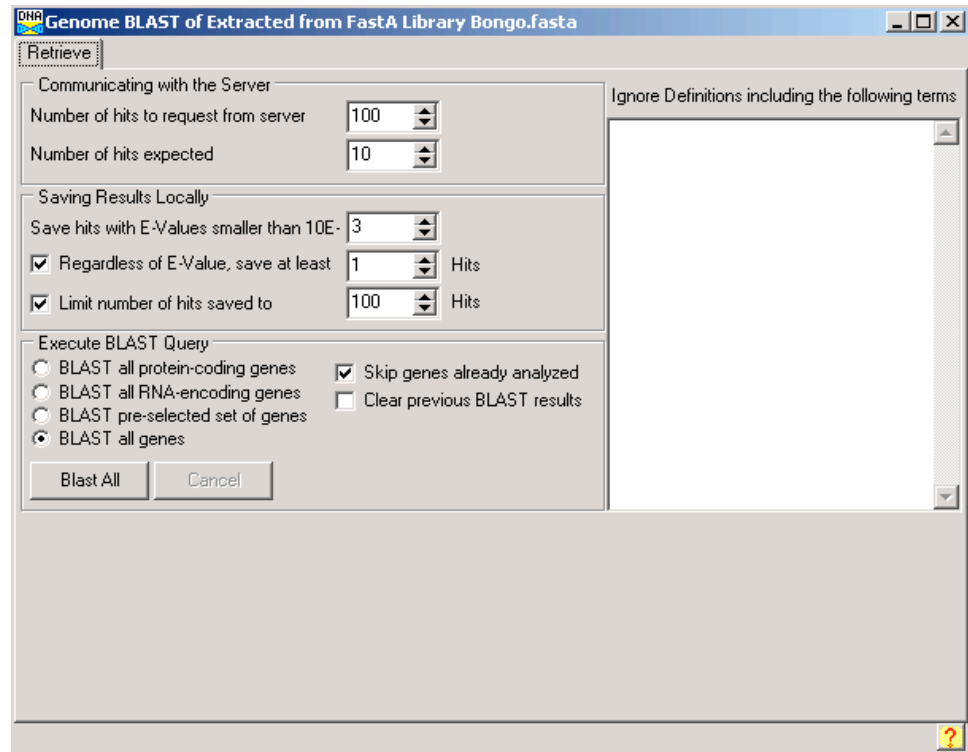 DNA Genome BLAST of Extracted from FastA Library Bongo.fasta
Retrieve
Communicating with the Server
Number of hits to request from server 100
Number of hits expected 10
Saving Results Locally
Save hits with E-Values smaller than 10E- 3
Regardless of E-Value, save at least 1 Hits
Limit number of hits saved to 100 Hits
Execute BLAST Query
BLAST all protein-coding genes
BLAST all RNA-encoding genes
BLAST pre-selected set of genes
BLAST all genes
Skip genes already analyzed
Clear previous BLAST results
Blast All Cancel
Ignore Definitions including the following terms
?